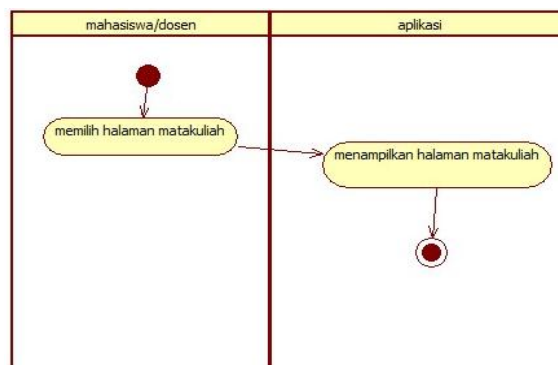 mahasiswa/dosen
aplikasi
memilih halaman matakuliah
menampilkan halaman matakuliah